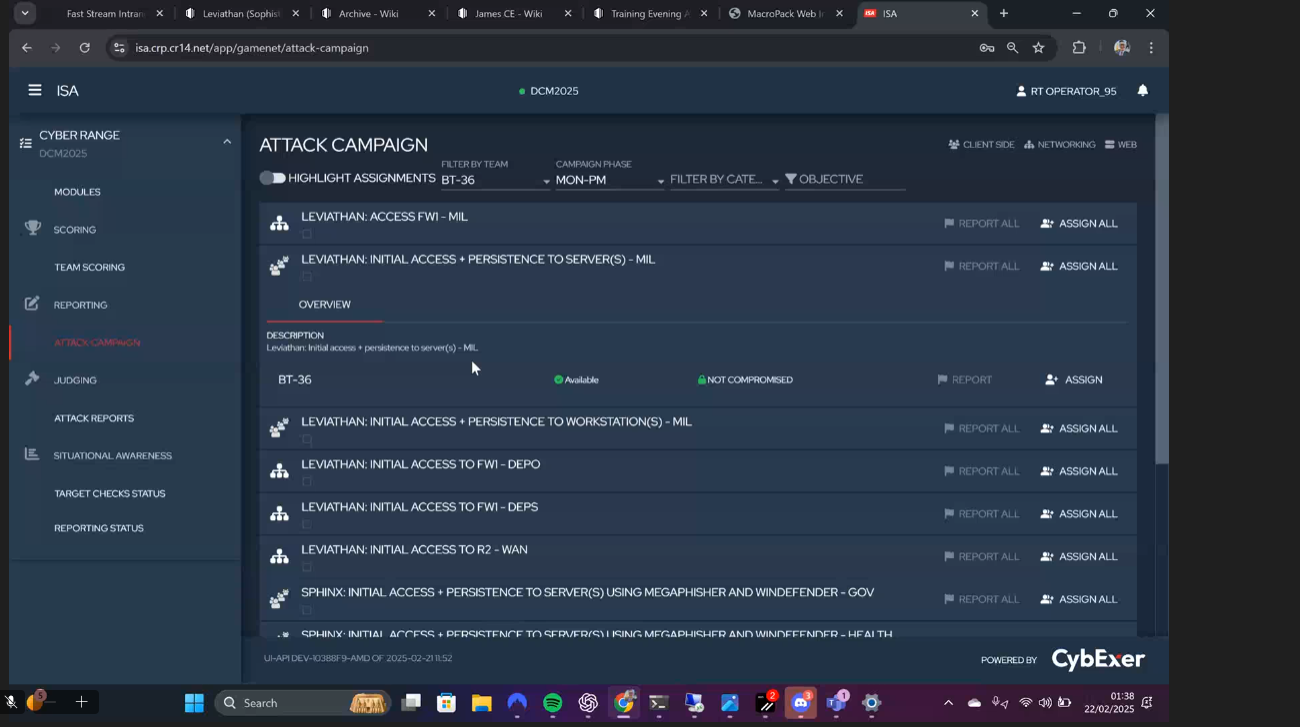 Fast Stream Intran
Leviathan (Sophist
Archive - Wiki
James CE - Wiki
Training Evening A
MacroPack Web In
ISA
isa.crp.cr14.net/app/gamenet/attack-campaign
ISA
DCM2025
RT OPERATOR_95
CYBER RANGE
DCM2025
MODULES
SCORING
TEAM SCORING
REPORTING
ATTACK CAMPAIGN
JUDGING
ATTACK REPORTS
SITUATIONAL AWARENESS
TARGET CHECKS STATUS
REPORTING STATUS
ATTACK CAMPAIGN
CLIENT SIDE
NETWORKING
WEB
HIGHLIGHT ASSIGNMENTS
FILTER BY TEAM
BT-36
CAMPAIGN PHASE
MON-PM
FILTER BY CATE...
OBJECTIVE
LEVIATHAN: ACCESS FW1 - MIL
REPORT ALL
ASSIGN ALL
LEVIATHAN: INITIAL ACCESS + PERSISTENCE TO SERVER(S) - MIL
REPORT ALL
ASSIGN ALL
OVERVIEW
DESCRIPTION
Leviathan: Initial access + persistence to server(s) - MIL
BT-36
Available
NOT COMPROMISED
REPORT
ASSIGN
LEVIATHAN: INITIAL ACCESS + PERSISTENCE TO WORKSTATION(S) - MIL
REPORT ALL
ASSIGN ALL
LEVIATHAN: INITIAL ACCESS TO FW1 - DEPO
REPORT ALL
ASSIGN ALL
LEVIATHAN: INITIAL ACCESS TO FW1 - DEPS
REPORT ALL
ASSIGN ALL
LEVIATHAN: INITIAL ACCESS TO R2 - WAN
REPORT ALL
ASSIGN ALL
SPHINX: INITIAL ACCESS + PERSISTENCE TO SERVER(S) USING MEGAPHISHER AND WINDEFENDER - GOV
REPORT ALL
ASSIGN ALL
SPHINX: INITIAL ACCESS + PERSISTENCE TO SERVER(S) USING MEGAPHISHER AND WINDEFENDER - HEALTH
UI-API DEV-10388F9-AMD OF 2025-02-21 11:52
POWERED BY CybExer
5
Search
2
3
1
01:38
22/02/2025